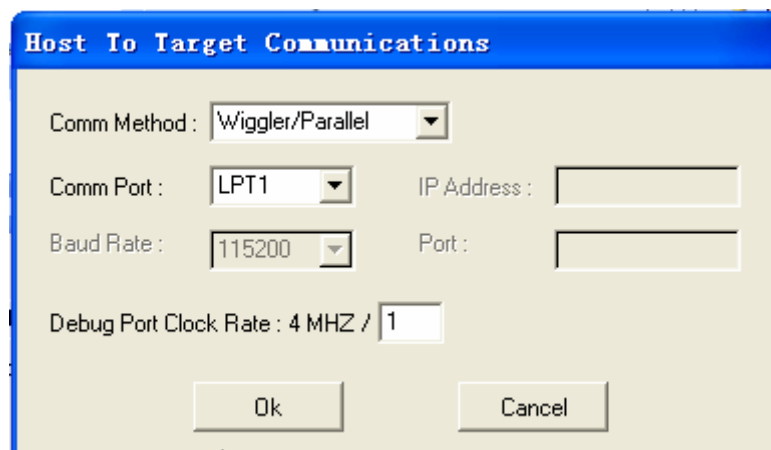 Host To Target Communications
Comm Method : Wiggler/Parallel
Comm Port : LPT1 IP Address :
Baud Rate : 115200 Port :
Debug Port Clock Rate : 4 MHZ / 1
Ok Cancel